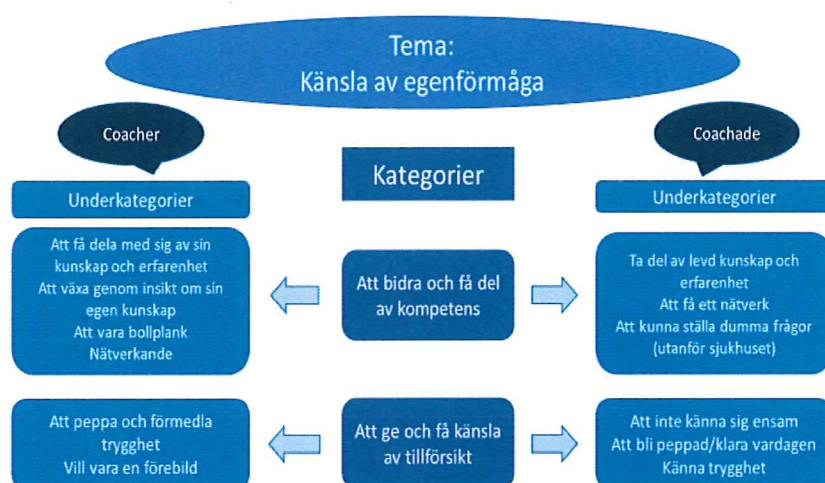 Tema:
Känsla av egenförmåga
Coacher
Coachade
Kategorier
Underkategorier
Underkategorier
Att få dela med sig av sin
kunskap och erfarenhet
Att växa genom insikt om sin
egen kunskap
Att vara bollplank
Nätverkande
Att bidra och få del
av kompetens
Ta del av levd kunskap och
erfarenhet
Att få ett nätverk
Att kunna ställa dumma frågor
(utanför sjukhuset)
Att peppa och förmedla
trygghet
Vill vara en förebild
Att ge och få känsla
av tillförsikt
Att inte känna sig ensam
Att bli peppad/klara vardagen
Känna trygghet